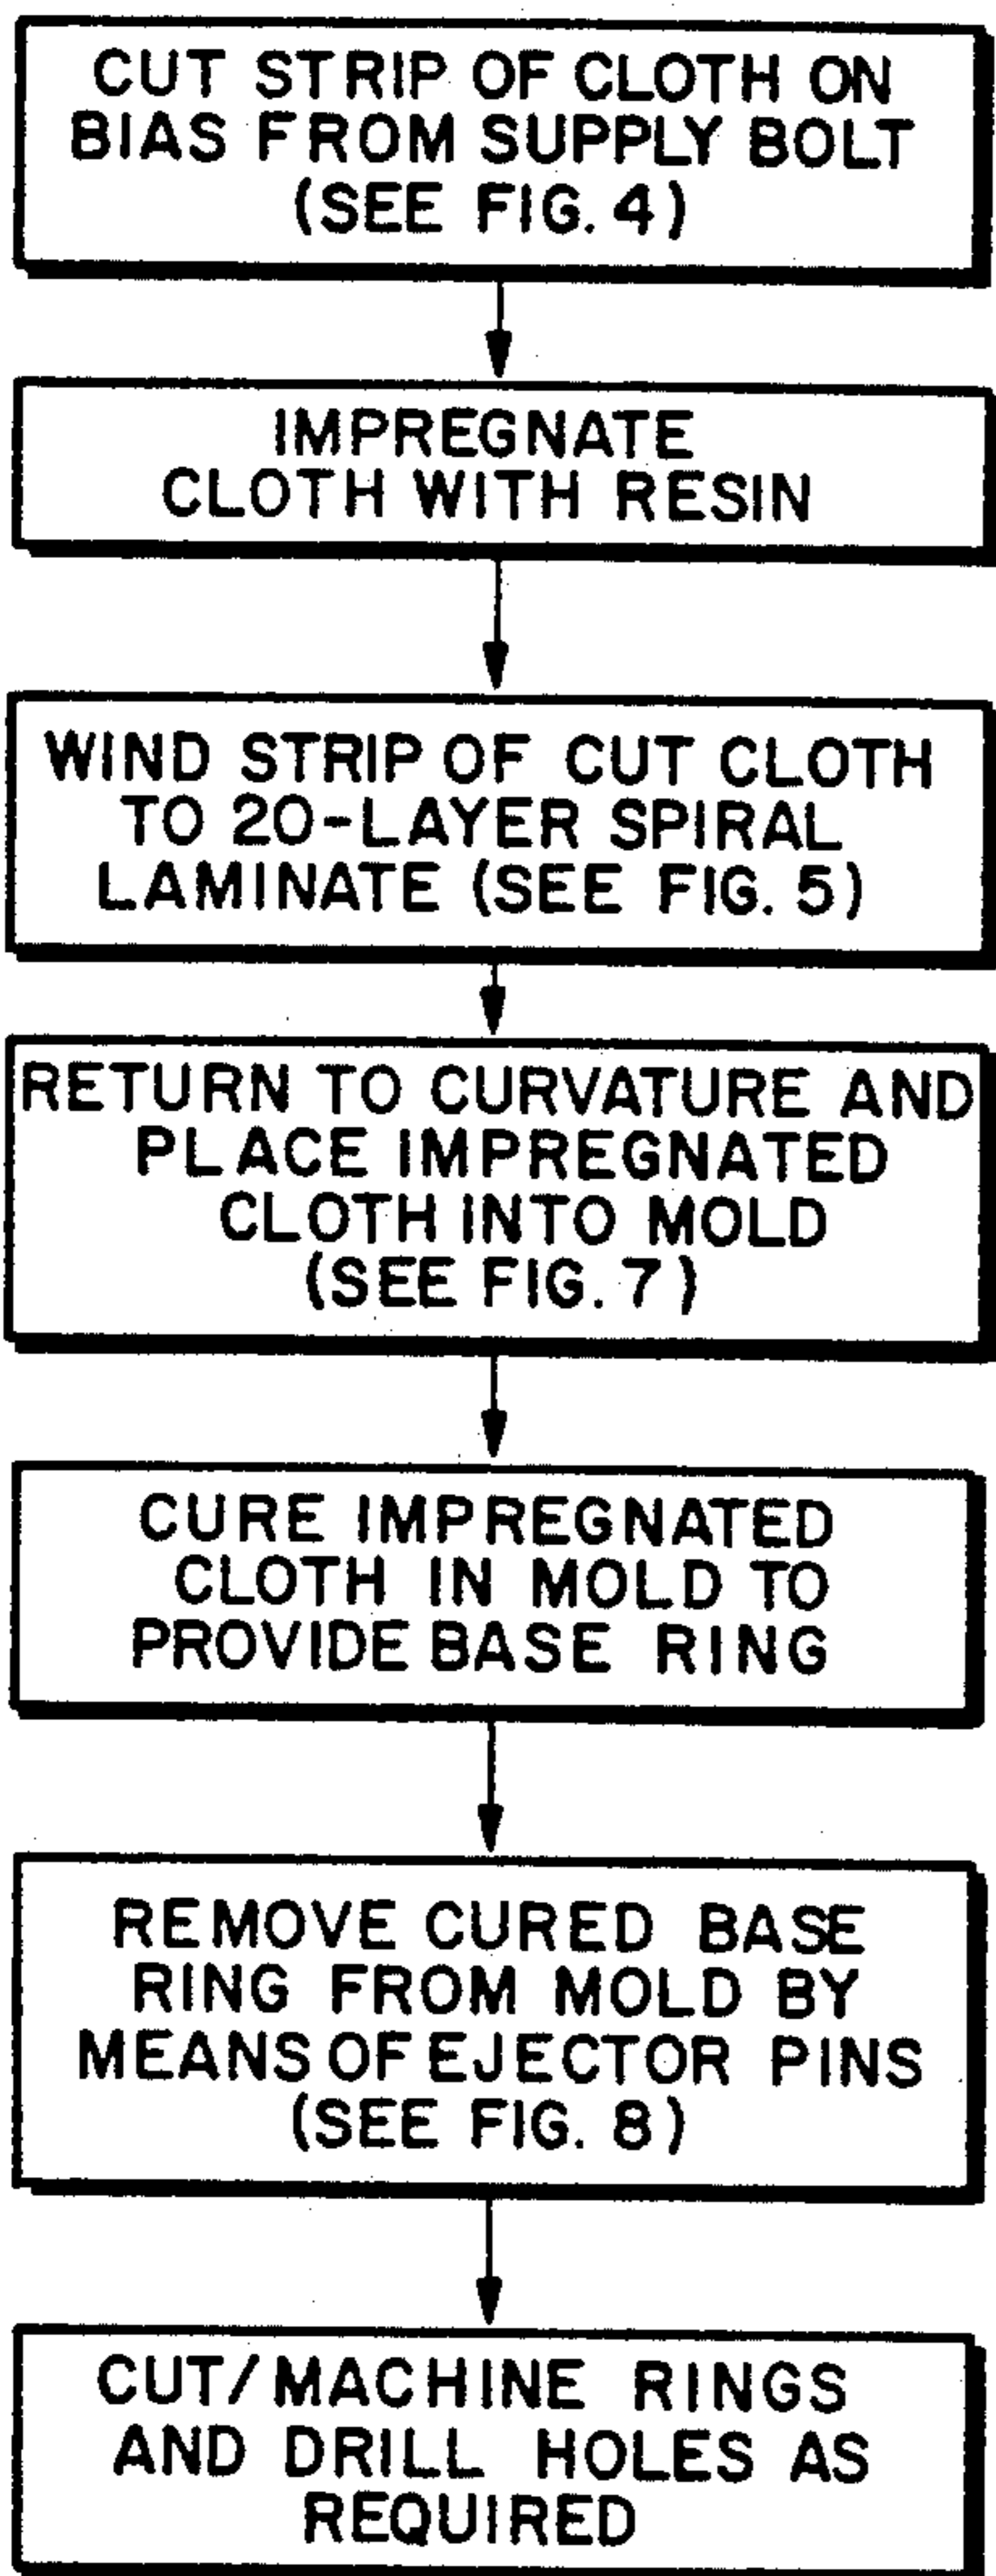 CUT STRIP OF CLOTH ON
BIAS FROM SUPPLY BOLT
(SEE FIG. 4)
IMPREGNATE
CLOTH WITH RESIN
WIND STRIP OF CUT CLOTH
TO 20-LAYER SPIRAL
LAMINATE (SEE FIG. 5)
RETURN TO CURVATURE AND
PLACE IMPREGNATED
CLOTH INTO MOLD
(SEE FIG. 7)
CURE IMPREGNATED
CLOTH IN MOLD TO
PROVIDE BASE RING
REMOVE CURED BASE
RING FROM MOLD BY
MEANS OF EJECTOR PINS
(SEE FIG. 8)
CUT/MACHINE RINGS
AND DRILL HOLES AS
REQUIRED